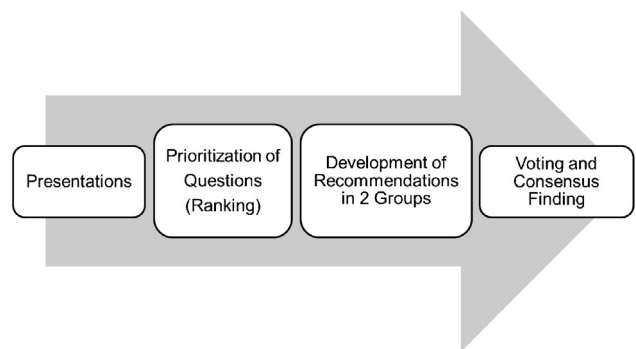 Presentations
Prioritization of
Questions
(Ranking)
Development of
Recommendations
in 2 Groups
Voting and
Consensus
Finding